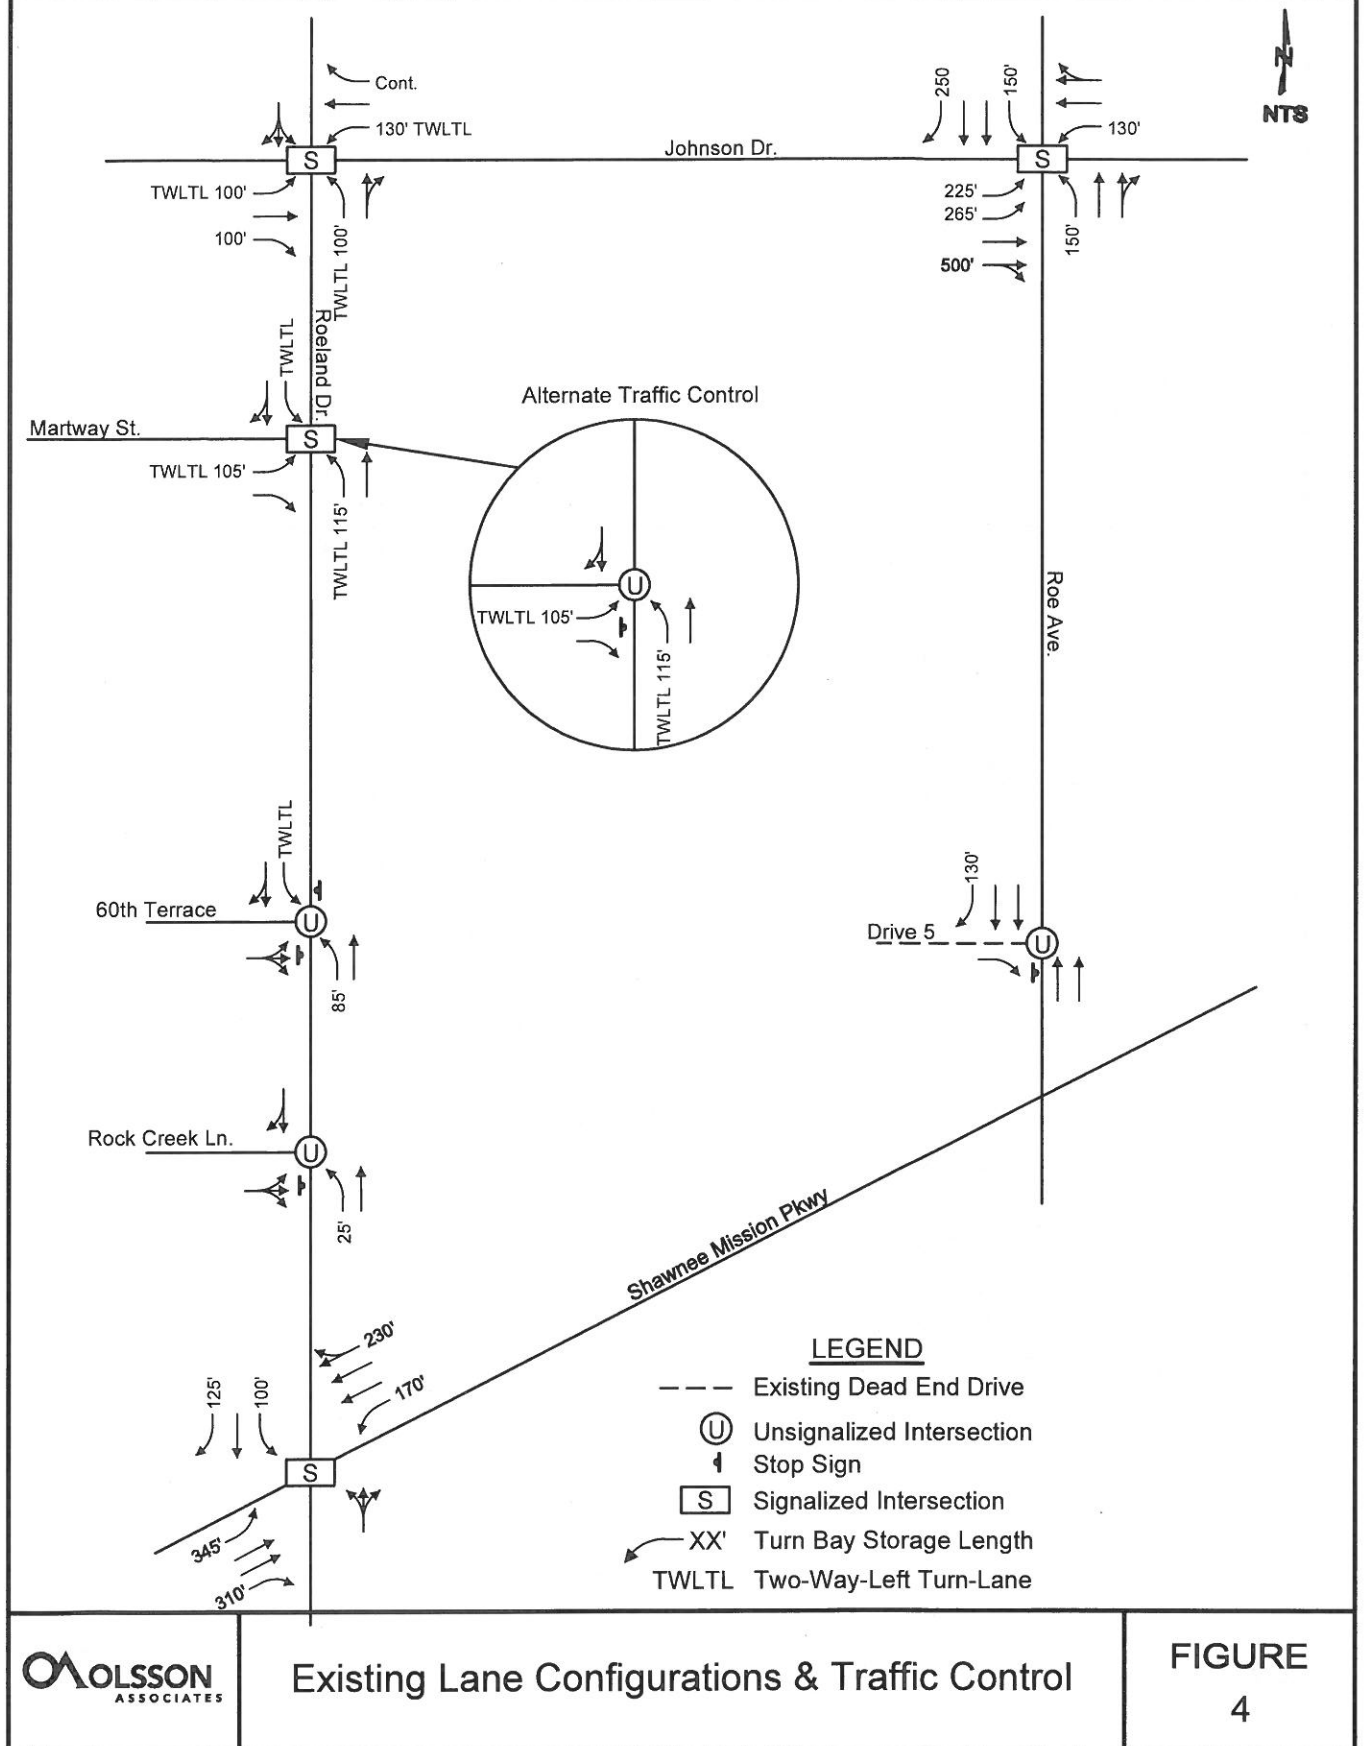 Cont.
130' TWLTL
S
TWLTL 100'
100'
TWLTL 100'
Johnson Dr.
250
150'
130'
S
225'
265'
500'
150'
N
NTS
Roeland Dr.
TWLTL
Martway St.
S
TWLTL 105'
TWLTL 115'
Alternate Traffic Control
U
TWLTL 105'
TWLTL 115'
Roe Ave.
TWLTL
60th Terrace
U
85'
130'
Drive 5
U
Rock Creek Ln.
U
25'
Shawnee Mission Pkwy
230'
170'
125'
100'
S
345'
310'
LEGEND
Existing Dead End Drive
U Unsignalized Intersection
Stop Sign
S Signalized Intersection
XX' Turn Bay Storage Length
TWLTL Two-Way-Left Turn-Lane
OLSSON
ASSOCIATES
Existing Lane Configurations & Traffic Control
FIGURE
4